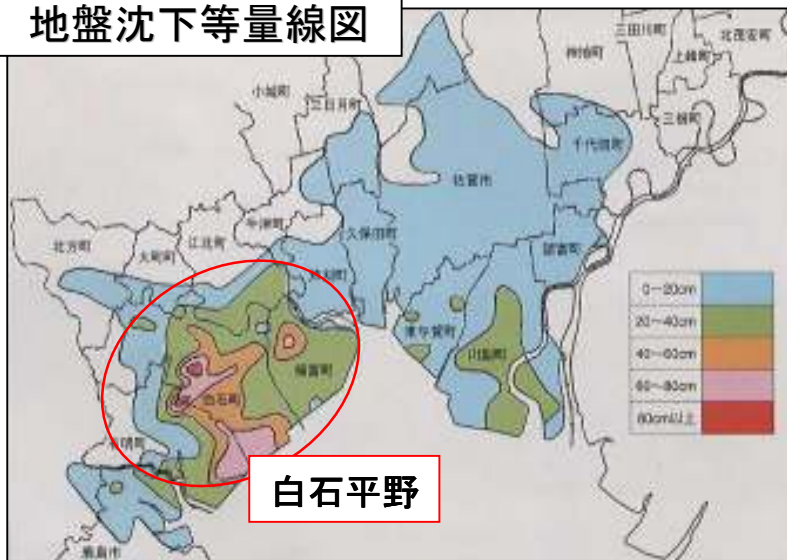 地盤沈下等量線図
三田川町
北茂安町
神埼町
上峰町
小城町
三日月町
三根町
千代田町
佐賀市
北方町
大町町
江北町
牛津町
久保田町
諸富町
芦刈町
0〜20cm
20〜40cm
40〜60cm
60〜80cm
80cm以上
東与賀町
川副町
福富町
白石町
有明町
白石平野
鹿島市